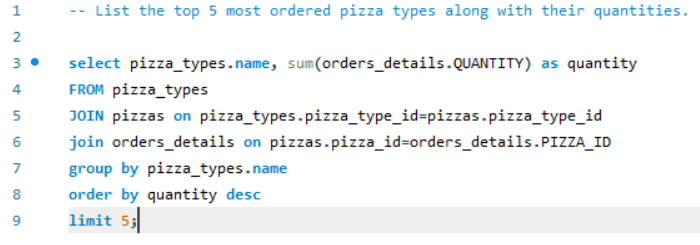 1 -- List the top 5 most ordered pizza types along with their quantities.
2
3 select pizza_types.name, sum(orders_details.QUANTITY) as quantity
4 FROM pizza_types
5 JOIN pizzas on pizza_types.pizza_type_id=pizzas.pizza_type_id
6 join orders_details on pizzas.pizza_id=orders_details.PIZZA_ID
7 group by pizza_types.name
8 order by quantity desc
9 limit 5;